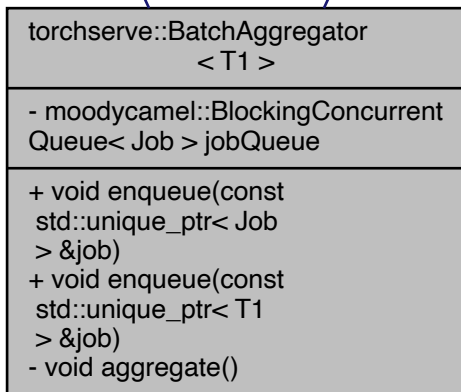 torchserve::BatchAggregator
< T1 >
- moodycamel::BlockingConcurrent
Queue< Job > jobQueue
+ void enqueue(const
std::unique_ptr< Job
> &job)
+ void enqueue(const
std::unique_ptr< T1
> &job)
- void aggregate()